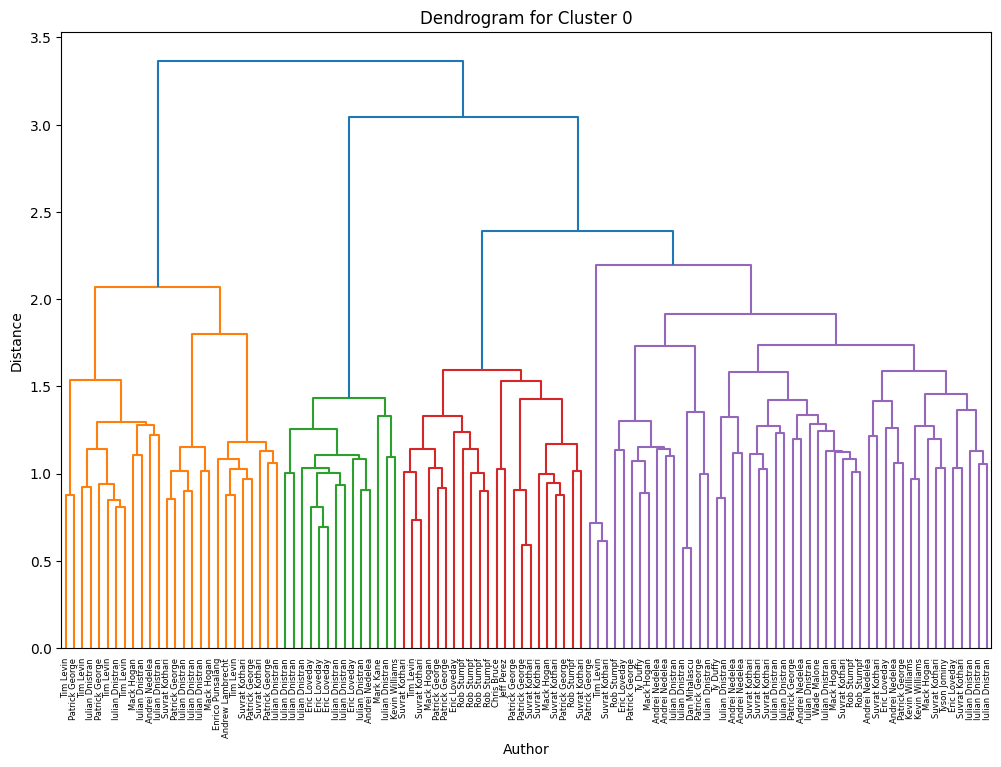 Dendrogram for Cluster 0
3.5
3.0
2.5
2.0
1.5
1.0
0.5
0.0
Distance
Tim Levin
Patrick George
Tim Levin
Iulian Dnistran
Patrick George
Tim Levin
Iulian Dnistran
Tim Levin
Mack Hogan
Iulian Dnistran
Andrei Nedelea
Iulian Dnistran
Suvrat Kothari
Patrick George
Iulian Dnistran
Iulian Dnistran
Iulian Dnistran
Mack Hogan
Enrico Punsalang
Andrew Lambrecht
Tim Levin
Suvrat Kothari
Patrick George
Patrick George
Iulian Dnistran
Iulian Dnistran
Iulian Dnistran
Iulian Dnistran
Eric Loveday
Eric Loveday
Eric Loveday
Iulian Dnistran
Iulian Dnistran
Eric Loveday
Iulian Dnistran
Andrei Nedelea
Mark Kane
Iulian Dnistran
Kevin Williams
Suvrat Kothari
Tim Levin
Suvrat Kothari
Mack Hogan
Patrick George
Patrick George
Eric Loveday
Rob Stumpf
Rob Stumpf
Rob Stumpf
Rob Stumpf
Chris Bruce
Jeff Perez
Patrick George
Patrick George
Suvrat Kothari
Suvrat Kothari
Mack Hogan
Suvrat Kothari
Patrick George
Rob Stumpf
Suvrat Kothari
Patrick George
Tim Levin
Suvrat Kothari
Rob Stumpf
Eric Loveday
Patrick George
Ty Duffy
Mack Hogan
Andrei Nedelea
Andrei Nedelea
Iulian Dnistran
Iulian Dnistran
Dan Mihalascu
Patrick George
Iulian Dnistran
Ty Duffy
Iulian Dnistran
Andrei Nedelea
Andrei Nedelea
Suvrat Kothari
Suvrat Kothari
Suvrat Kothari
Iulian Dnistran
Iulian Dnistran
Patrick George
Andrei Nedelea
Iulian Dnistran
Wade Malone
Iulian Dnistran
Mack Hogan
Suvrat Kothari
Rob Stumpf
Rob Stumpf
Andrei Nedelea
Suvrat Kothari
Eric Loveday
Andrei Nedelea
Patrick George
Kevin Williams
Kevin Williams
Mack Hogan
Suvrat Kothari
Tyson Jominy
Eric Loveday
Suvrat Kothari
Iulian Dnistran
Iulian Dnistran
Iulian Dnistran
Author